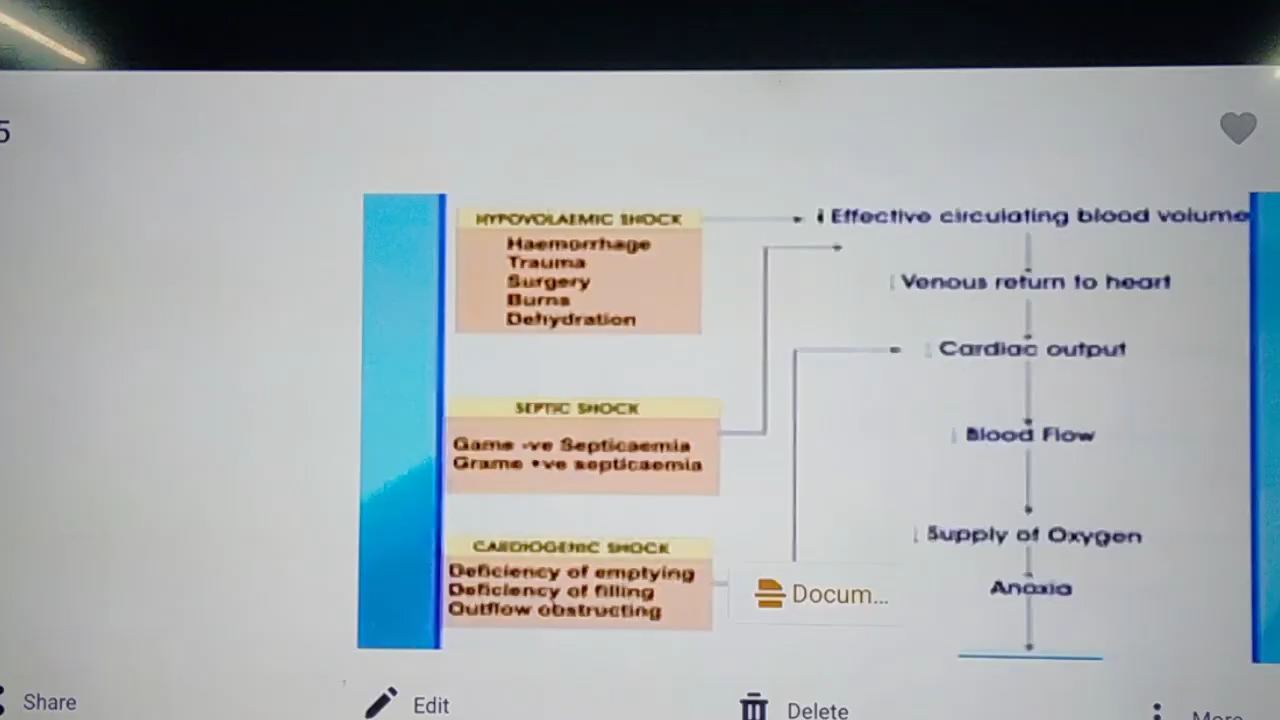 5
HYPOVOLAEMIC SHOCK
Haemorrhage
Trauma
Surgery
Burns
Dehydration
↓ Effective circulating blood volume
↓ Venous return to heart
↓ Cardiac output
SEPTIC SHOCK
Game -ve Septicaemia
Grame +ve septicaemia
↓ Blood Flow
↓ Supply of Oxygen
CARDIOGENIC SHOCK
Deficiency of emptying
Deficiency of filling
Outflow obstructing
Anoxia
Docum...
Share
Edit
Delete
More